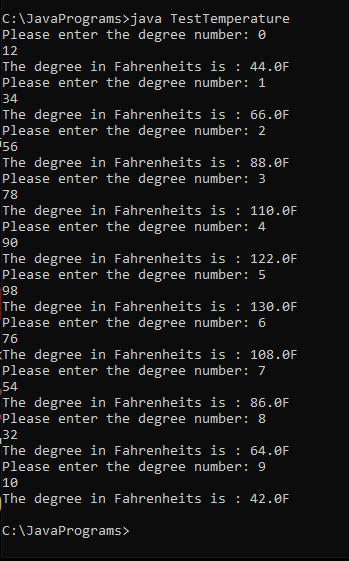 C:\JavaPrograms>java TestTemperature
Please enter the degree number: 0
12
The degree in Fahrenheits is : 44.0F
Please enter the degree number: 1
34
The degree in Fahrenheits is : 66.0F
Please enter the degree number: 2
56
The degree in Fahrenheits is : 88.0F
Please enter the degree number: 3
78
The degree in Fahrenheits is : 110.0F
Please enter the degree number: 4
90
The degree in Fahrenheits is : 122.0F
Please enter the degree number: 5
98
The degree in Fahrenheits is : 130.0F
Please enter the degree number: 6
76
The degree in Fahrenheits is : 108.0F
Please enter the degree number: 7
54
The degree in Fahrenheits is : 86.0F
Please enter the degree number: 8
32
The degree in Fahrenheits is : 64.0F
Please enter the degree number: 9
10
The degree in Fahrenheits is : 42.0F
C:\JavaPrograms>